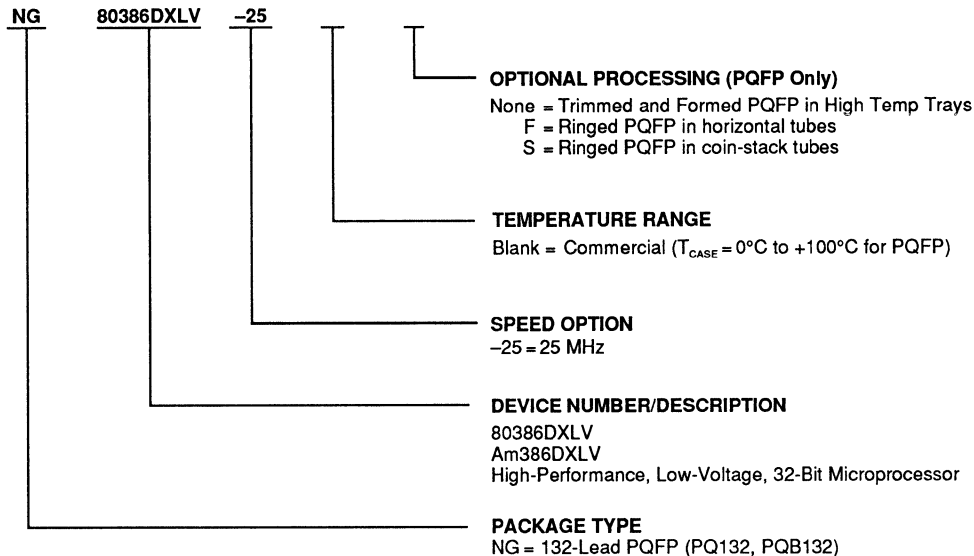 NG 80386DXLV –25
OPTIONAL PROCESSING (PQFP Only)
None = Trimmed and Formed PQFP in High Temp Trays
F = Ringed PQFP in horizontal tubes
S = Ringed PQFP in coin-stack tubes
TEMPERATURE RANGE
Blank = Commercial (TCASE = 0°C to +100°C for PQFP)
SPEED OPTION
–25 = 25 MHz
DEVICE NUMBER/DESCRIPTION
80386DXLV
Am386DXLV
High-Performance, Low-Voltage, 32-Bit Microprocessor
PACKAGE TYPE
NG = 132-Lead PQFP (PQ132, PQB132)